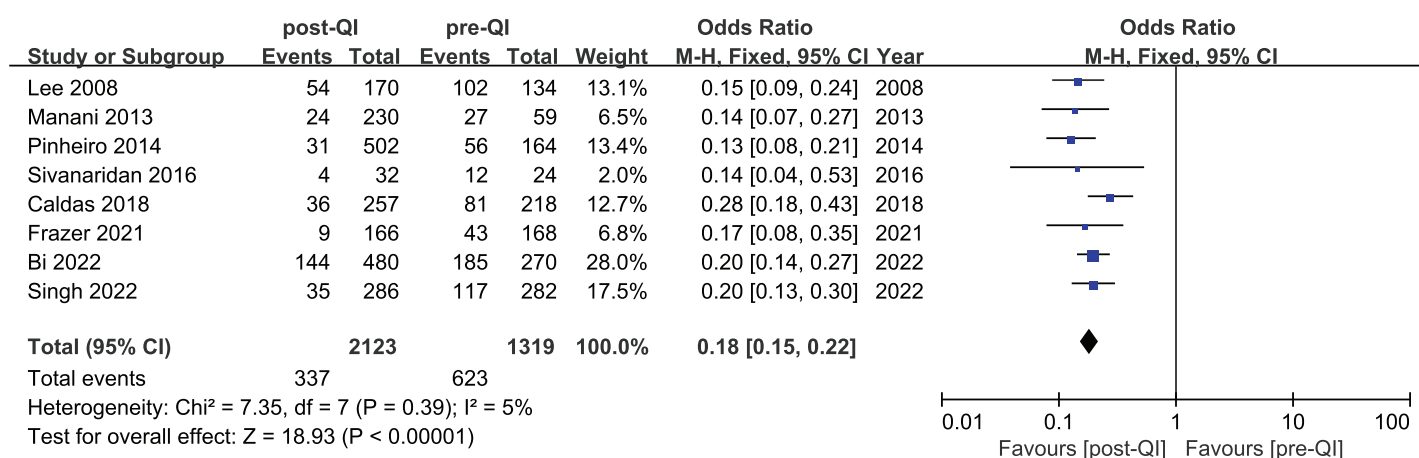 post-QI pre-QI Odds Ratio Odds Ratio
Study or Subgroup Events Total Events Total Weight M-H, Fixed, 95% CI Year M-H, Fixed, 95% CI
Lee 2008 54 170 102 134 13.1% 0.15 [0.09, 0.24] 2008
Manani 2013 24 230 27 59 6.5% 0.14 [0.07, 0.27] 2013
Pinheiro 2014 31 502 56 164 13.4% 0.13 [0.08, 0.21] 2014
Sivanaridan 2016 4 32 12 24 2.0% 0.14 [0.04, 0.53] 2016
Caldas 2018 36 257 81 218 12.7% 0.28 [0.18, 0.43] 2018
Frazer 2021 9 166 43 168 6.8% 0.17 [0.08, 0.35] 2021
Bi 2022 144 480 185 270 28.0% 0.20 [0.14, 0.27] 2022
Singh 2022 35 286 117 282 17.5% 0.20 [0.13, 0.30] 2022
Total (95% CI) 2123 1319 100.0% 0.18 [0.15, 0.22]
Total events 337 623
Heterogeneity: Chi² = 7.35, df = 7 (P = 0.39); I² = 5%
Test for overall effect: Z = 18.93 (P < 0.00001)
0.01 0.1 1 10 100
Favours [post-QI] Favours [pre-QI]